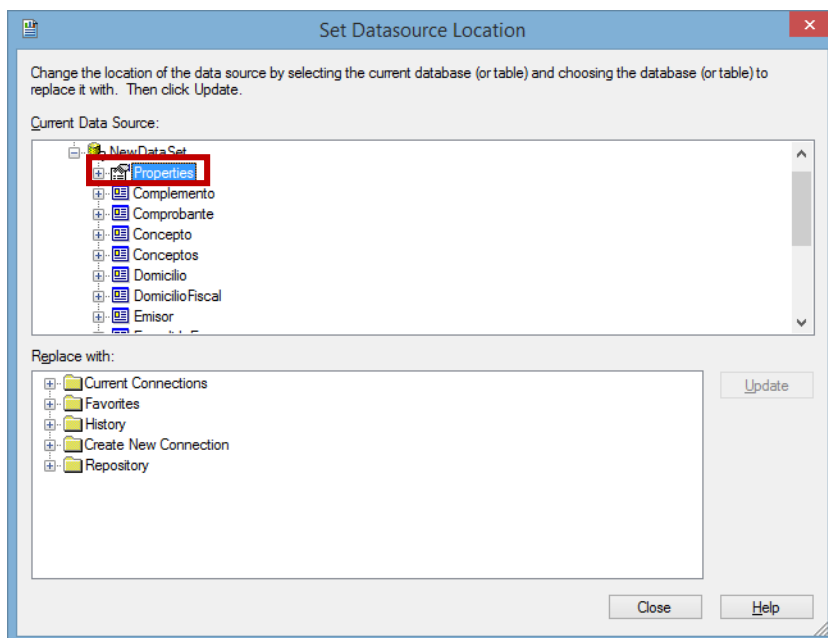 Set Datasource Location
Change the location of the data source by selecting the current database (or table) and choosing the database (or table) to
replace it with. Then click Update.
Current Data Source:
NewDataSet
Properties
Complemento
Comprobante
Concepto
Conceptos
Domicilio
DomicilioFiscal
Emisor
Replace with:
Current Connections
Favorites
History
Create New Connection
Repository
Update
Close
Help